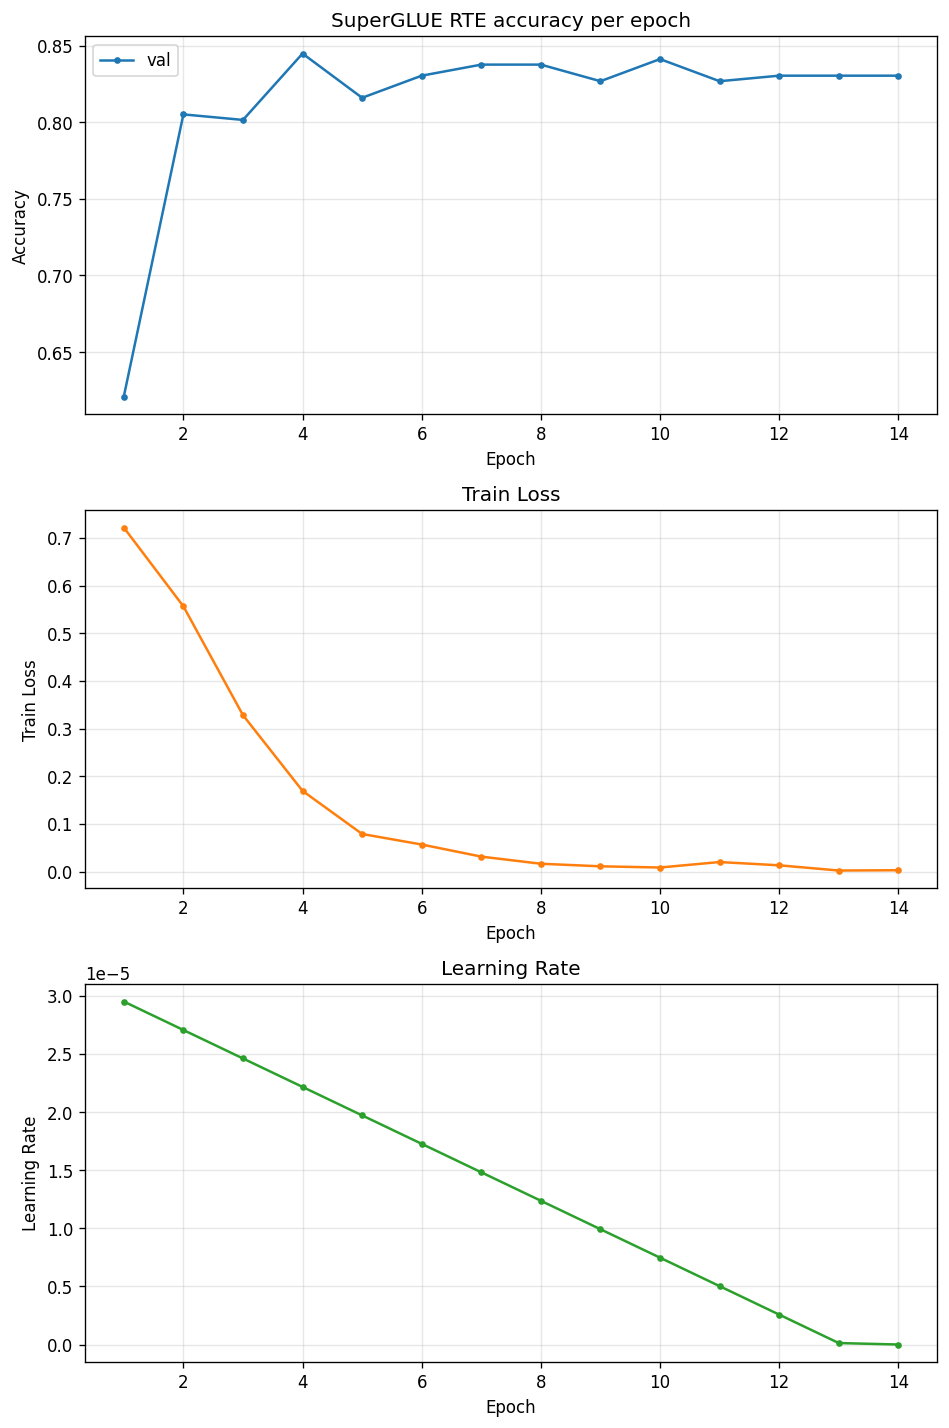 SuperGLUE RTE accuracy per epoch
val
0.85
0.80
0.75
0.70
0.65
Accuracy
2 4 6 8 10 12 14
Epoch
Train Loss
0.7
0.6
0.5
0.4
0.3
0.2
0.1
0.0
Train Loss
2 4 6 8 10 12 14
Epoch
Learning Rate
1e−5
3.0
2.5
2.0
1.5
1.0
0.5
0.0
Learning Rate
2 4 6 8 10 12 14
Epoch